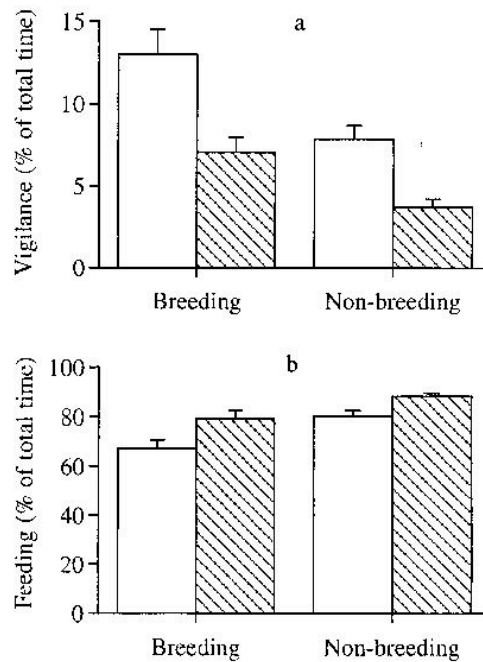 a
Vigilance (% of total time)
15
10
5
0
Breeding Non-breeding
b
Feeding (% of total time)
100
80
60
40
20
0
Breeding Non-breeding